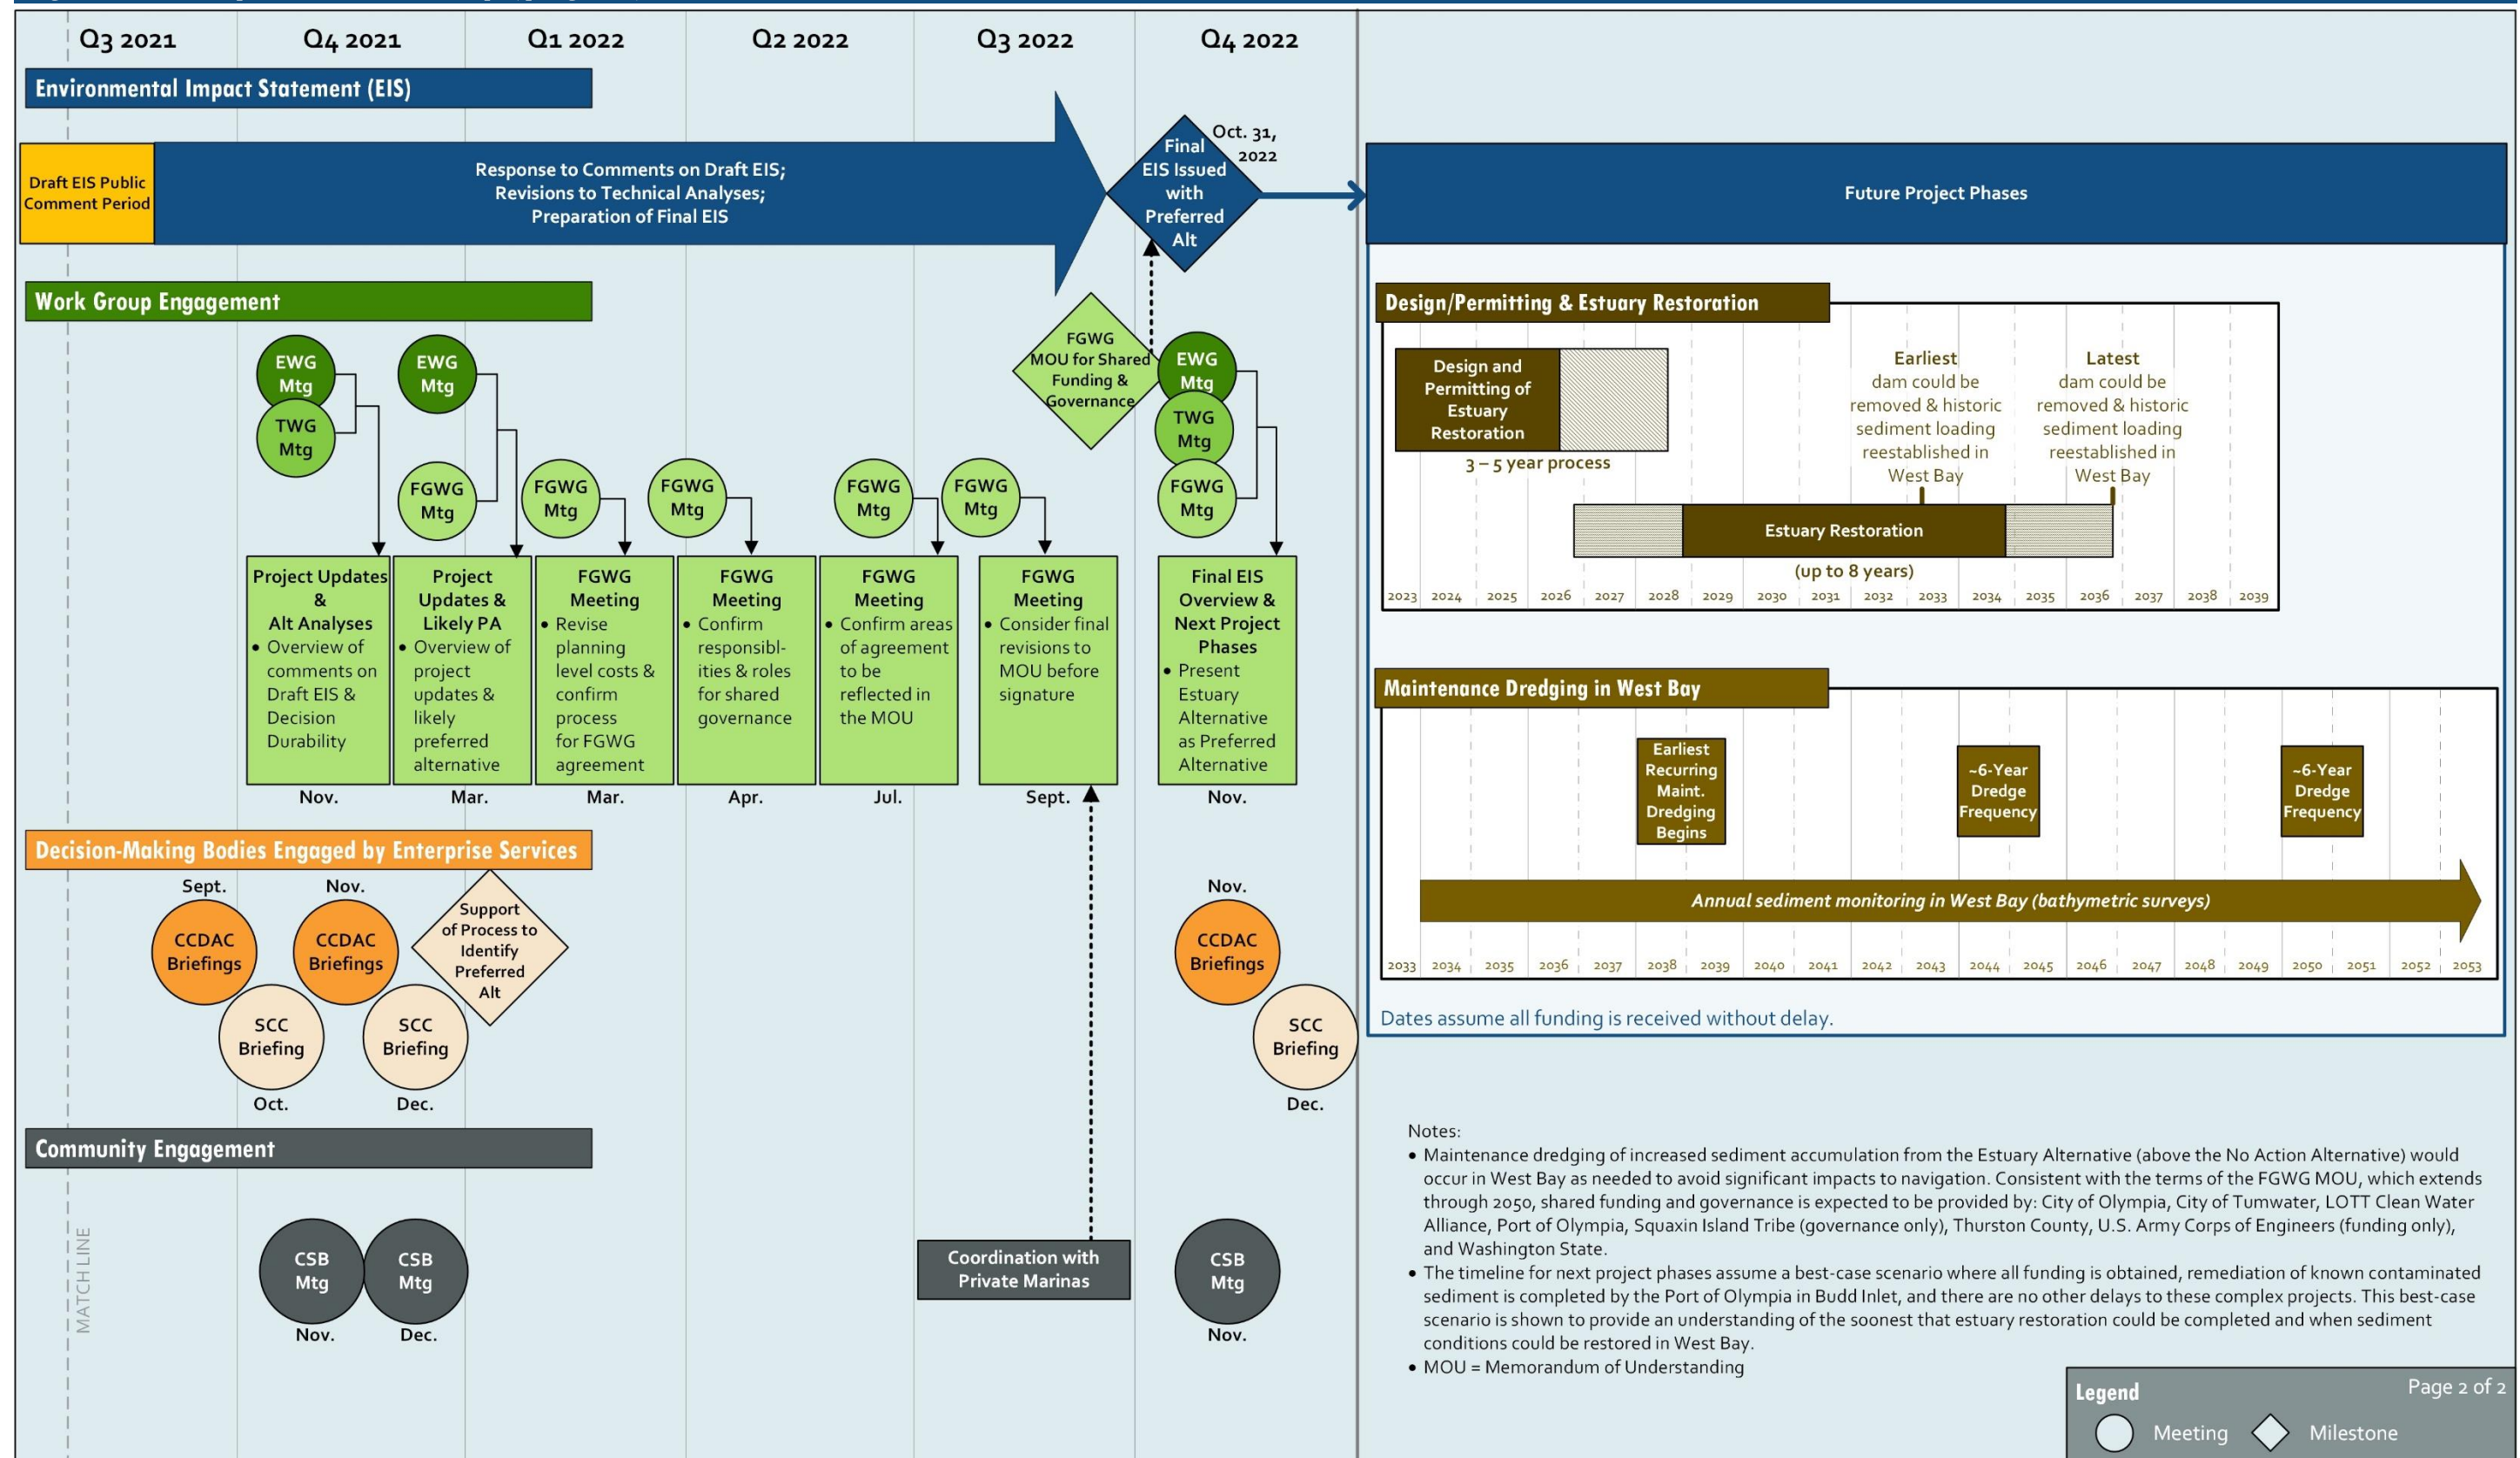 Q3 2021
Q4 2021
Q1 2022
Q2 2022
Q3 2022
Q4 2022
Environmental Impact Statement (EIS)
Draft EIS Public
Comment Period
Response to Comments on Draft EIS;
Revisions to Technical Analyses;
Preparation of Final EIS
Final
EIS Issued
with
Preferred
Alt
Oct. 31,
2022
Future Project Phases
Work Group Engagement
EWG
Mtg
TWG
Mtg
EWG
Mtg
FGWG
Mtg
FGWG
Mtg
FGWG
Mtg
FGWG
Mtg
FGWG
Mtg
FGWG
MOU for Shared
Funding &
Governance
EWG
Mtg
TWG
Mtg
FGWG
Mtg
Project Updates
&
Alt Analyses
• Overview of
comments on
Draft EIS &
Decision
Durability
Nov.
Project
Updates &
Likely PA
• Overview of
project
updates &
likely
preferred
alternative
Mar.
FGWG
Meeting
• Revise
planning
level costs &
confirm
process
for FGWG
agreement
Mar.
FGWG
Meeting
• Confirm
responsibl-
ities & roles
for shared
governance
Apr.
FGWG
Meeting
• Confirm areas
of agreement
to be
reflected in
the MOU
Jul.
FGWG
Meeting
• Consider final
revisions to
MOU before
signature
Sept.
Final EIS
Overview &
Next Project
Phases
• Present
Estuary
Alternative
as Preferred
Alternative
Nov.
Decision-Making Bodies Engaged by Enterprise Services
Sept.
CCDAC
Briefings
SCC
Briefing
Oct.
Nov.
CCDAC
Briefings
SCC
Briefing
Dec.
Support
of Process to
Identify
Preferred
Alt
Nov.
CCDAC
Briefings
SCC
Briefing
Dec.
Community Engagement
MATCH LINE
CSB
Mtg
Nov.
CSB
Mtg
Dec.
Coordination with
Private Marinas
CSB
Mtg
Nov.
Design/Permitting & Estuary Restoration
Design and
Permitting of
Estuary
Restoration
3 – 5 year process
Earliest
dam could be
removed & historic
sediment loading
reestablished in
West Bay
Latest
dam could be
removed & historic
sediment loading
reestablished in
West Bay
Estuary Restoration
(up to 8 years)
2023 2024 2025 2026 2027 2028 2029 2030 2031 2032 2033 2034 2035 2036 2037 2038 2039
Maintenance Dredging in West Bay
Earliest
Recurring
Maint.
Dredging
Begins
~6-Year
Dredge
Frequency
~6-Year
Dredge
Frequency
Annual sediment monitoring in West Bay (bathymetric surveys)
2033 2034 2035 2036 2037 2038 2039 2040 2041 2042 2043 2044 2045 2046 2047 2048 2049 2050 2051 2052 2053
Dates assume all funding is received without delay.
Notes:
• Maintenance dredging of increased sediment accumulation from the Estuary Alternative (above the No Action Alternative) would
occur in West Bay as needed to avoid significant impacts to navigation. Consistent with the terms of the FGWG MOU, which extends
through 2050, shared funding and governance is expected to be provided by: City of Olympia, City of Tumwater, LOTT Clean Water
Alliance, Port of Olympia, Squaxin Island Tribe (governance only), Thurston County, U.S. Army Corps of Engineers (funding only),
and Washington State.
• The timeline for next project phases assume a best-case scenario where all funding is obtained, remediation of known contaminated
sediment is completed by the Port of Olympia in Budd Inlet, and there are no other delays to these complex projects. This best-case
scenario is shown to provide an understanding of the soonest that estuary restoration could be completed and when sediment
conditions could be restored in West Bay.
• MOU = Memorandum of Understanding
Legend
Page 2 of 2
Meeting
Milestone